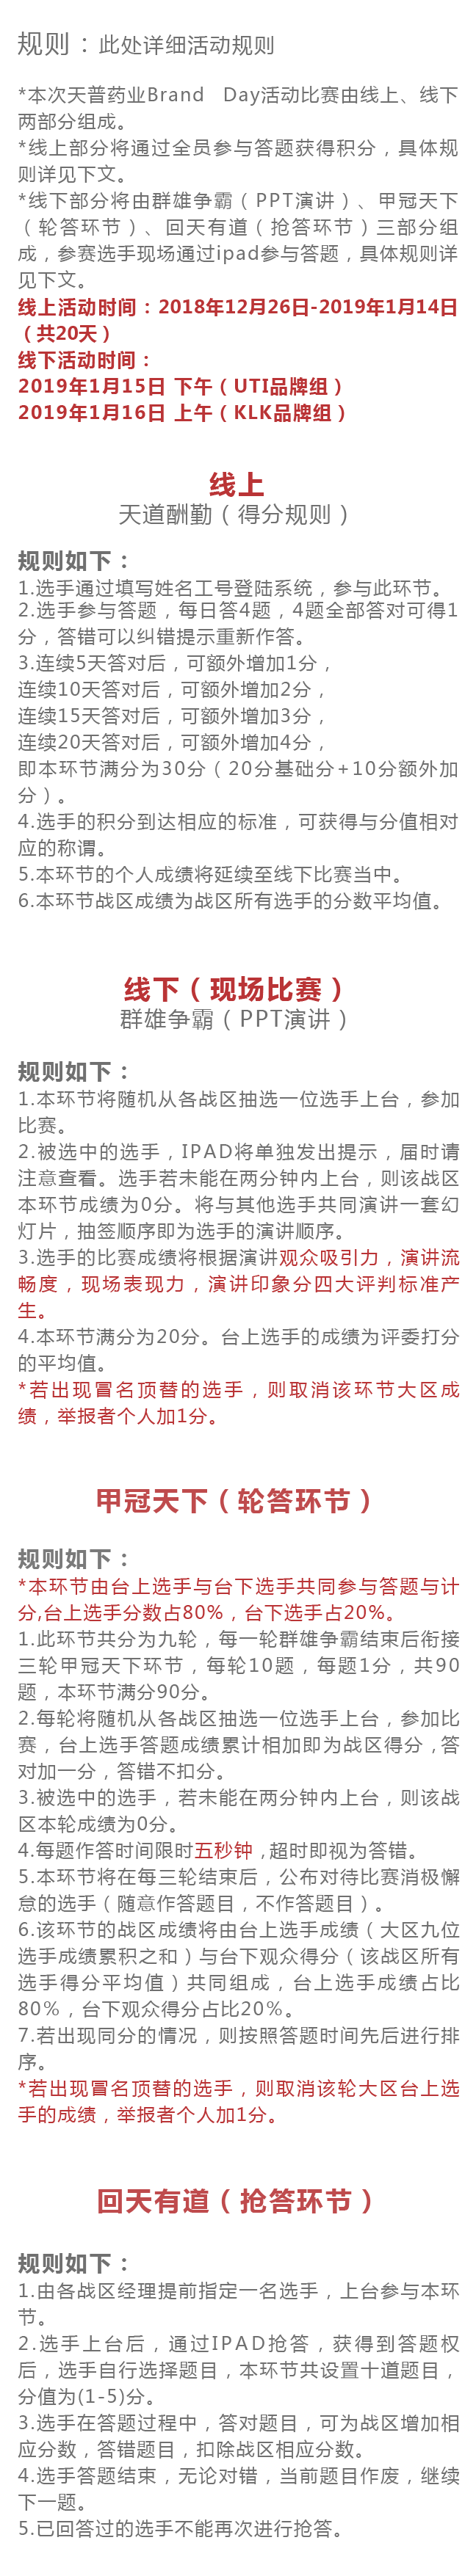 规则：此处详细活动规则
*本次天普药业Brand Day活动比赛由线上、线下
两部分组成。
*线上部分将通过全员参与答题获得积分，具体规
则详见下文。
*线下部分将由群雄争霸（PPT演讲）、甲冠天下
（轮答环节）、回天有道（抢答环节）三部分组
成，参赛选手现场通过ipad参与答题，具体规则详
见下文。
线上活动时间：2018年12月26日-2019年1月14日
（共20天）
线下活动时间：
2019年1月15日 下午（UTI品牌组）
2019年1月16日 上午（KLK品牌组）
线上
天道酬勤（得分规则）
规则如下：
1.选手通过填写姓名工号登陆系统，参与此环节。
2.选手参与答题，每日答4题，4题全部答对可得1
分，答错可以纠错提示重新作答。
3.连续5天答对后，可额外增加1分，
连续10天答对后，可额外增加2分，
连续15天答对后，可额外增加3分，
连续20天答对后，可额外增加4分，
即本环节满分为30分（20分基础分+10分额外加
分）。
4.选手的积分到达相应的标准，可获得与分值相对
应的称谓。
5.本环节的个人成绩将延续至线下比赛当中。
6.本环节战区成绩为战区所有选手的分数平均值。
线下（现场比赛）
群雄争霸（PPT演讲）
规则如下：
1.本环节将随机从各战区抽选一位选手上台，参加
比赛。
2.被选中的选手，IPAD将单独发出提示，届时请
注意查看。选手若未能在两分钟内上台，则该战区
本环节成绩为0分。将与其他选手共同演讲一套幻
灯片，抽签顺序即为选手的演讲顺序。
3.选手的比赛成绩将根据演讲观众吸引力，演讲流
畅度，现场表现力，演讲印象分四大评判标准产
生。
4.本环节满分为20分。台上选手的成绩为评委打分
的平均值。
*若出现冒名顶替的选手，则取消该环节大区成
绩，举报者个人加1分。
甲冠天下（轮答环节）
规则如下：
*本环节由台上选手与台下选手共同参与答题与计
分,台上选手分数占80%，台下选手占20%。
1.此环节共分为九轮，每一轮群雄争霸结束后衔接
三轮甲冠天下环节，每轮10题，每题1分，共90
题，本环节满分90分。
2.每轮将随机从各战区抽选一位选手上台，参加比
赛，台上选手答题成绩累计相加即为战区得分，答
对加一分，答错不扣分。
3.被选中的选手，若未能在两分钟内上台，则该战
区本轮成绩为0分。
4.每题作答时间限时五秒钟，超时即视为答错。
5.本环节将在每三轮结束后，公布对待比赛消极懈
怠的选手（随意作答题目，不作答题目）。
6.该环节的战区成绩将由台上选手成绩（大区九位
选手成绩累积之和）与台下观众得分（该战区所有
选手得分平均值）共同组成，台上选手成绩占比
80%，台下观众得分占比20%。
7.若出现同分的情况，则按照答题时间先后进行排
序。
*若出现冒名顶替的选手，则取消该轮大区台上选
手的成绩，举报者个人加1分。
回天有道（抢答环节）
规则如下：
1.由各战区经理提前指定一名选手，上台参与本环
节。
2.选手上台后，通过IPAD抢答，获得到答题权
后，选手自行选择题目，本环节共设置十道题目，
分值为(1-5)分。
3.选手在答题过程中，答对题目，可为战区增加相
应分数，答错题目，扣除战区相应分数。
4.选手答题结束，无论对错，当前题目作废，继续
下一题。
5.已回答过的选手不能再次进行抢答。